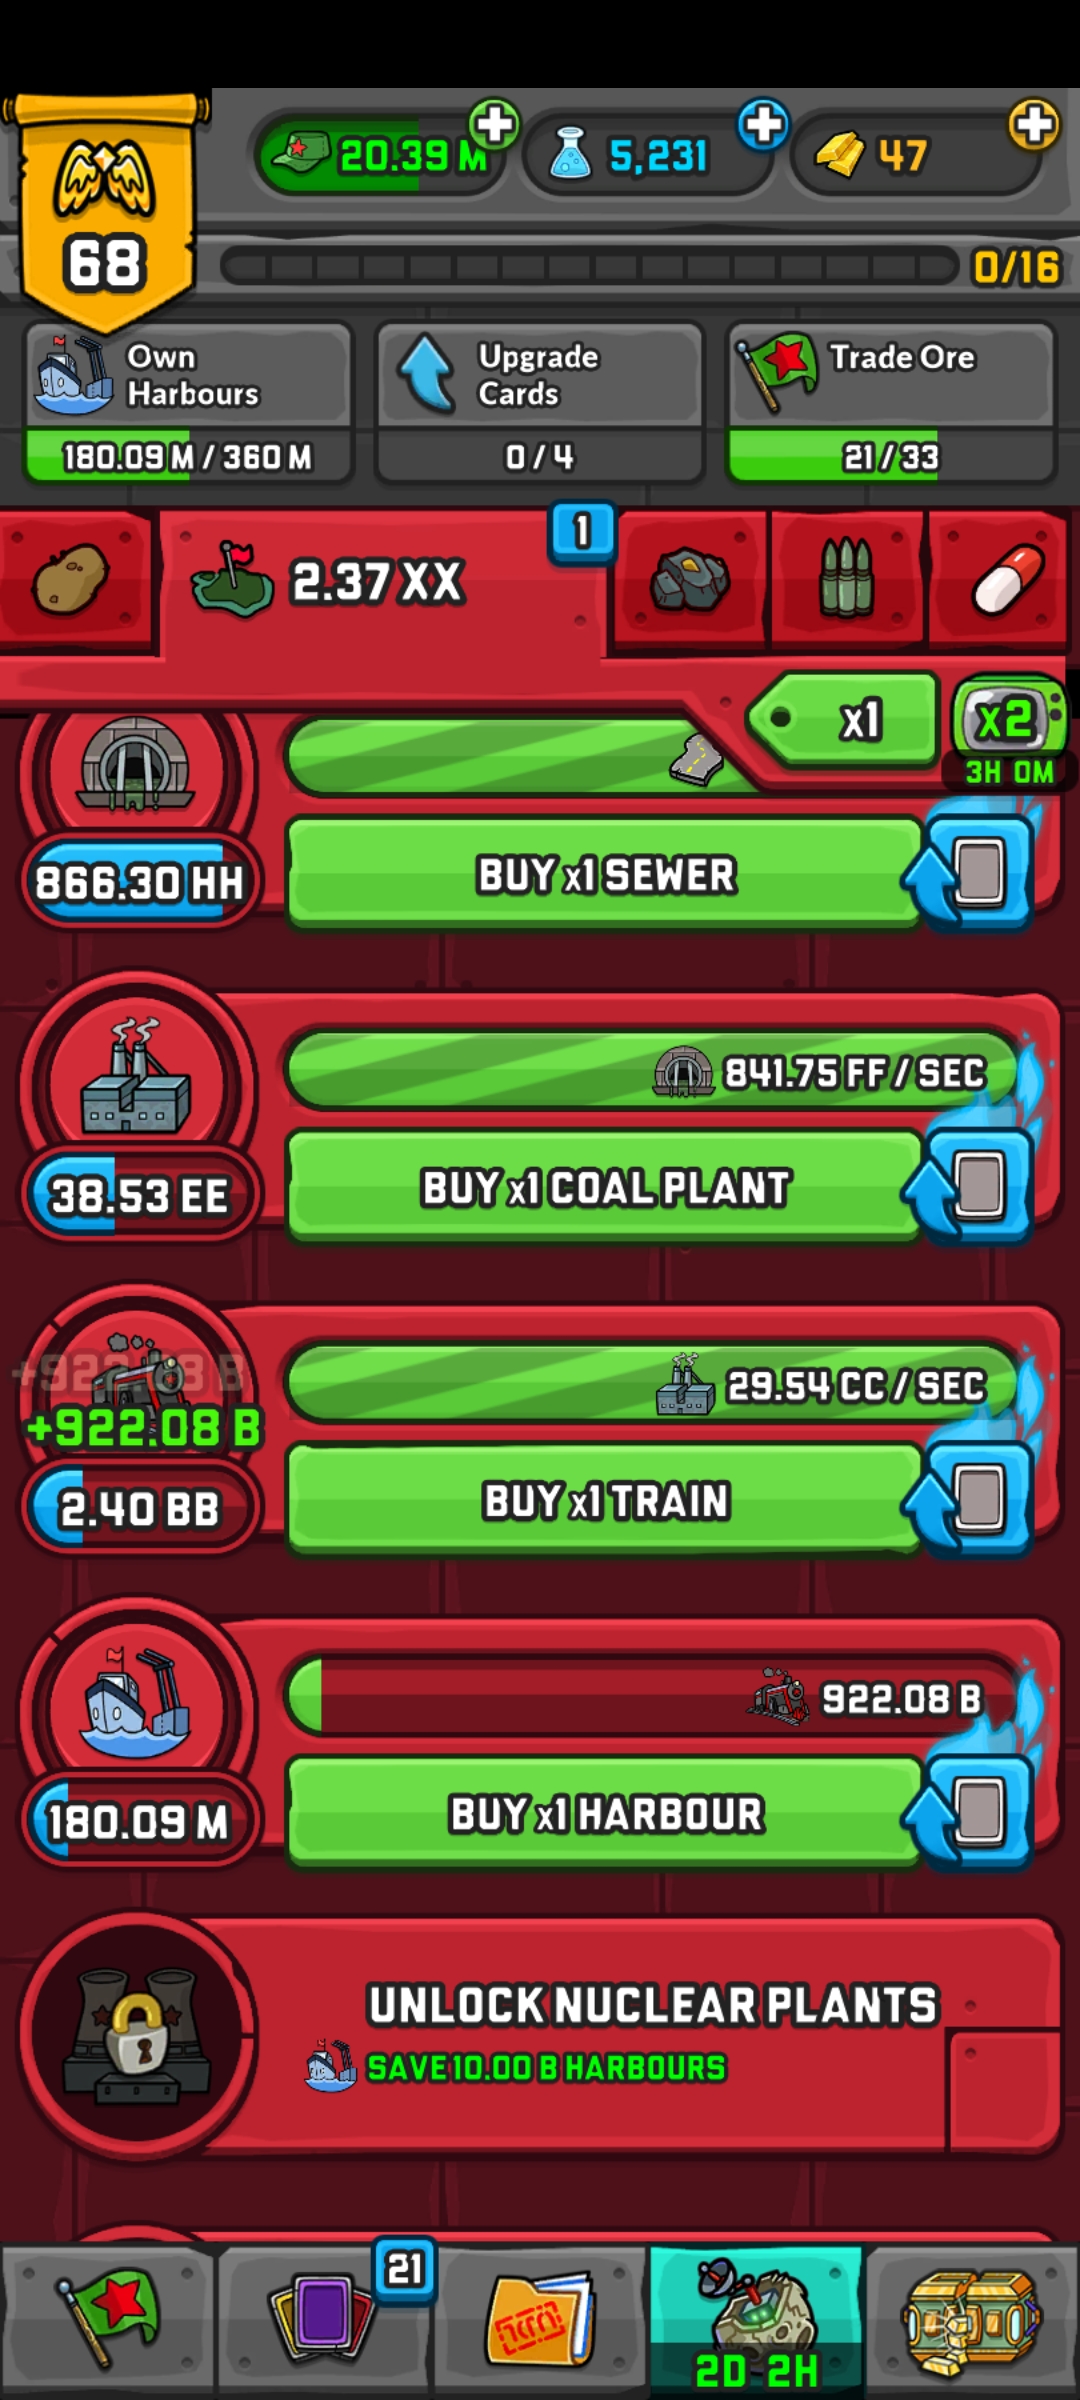 20.39 M
5,231
47
68
0/16
Own
Harbours
180.09 M / 360 M
Upgrade
Cards
0 / 4
Trade Ore
21 / 33
2.37 XX
1
x1
x2
3H 0M
866.30 HH
BUY x1 SEWER
841.75 FF / SEC
38.53 EE
BUY x1 COAL PLANT
29.54 CC / SEC
+922.08 B
+922.08 B
2.40 BB
BUY x1 TRAIN
922.08 B
180.09 M
BUY x1 HARBOUR
UNLOCK NUCLEAR PLANTS
SAVE 10.00 B HARBOURS
21
2D 2H